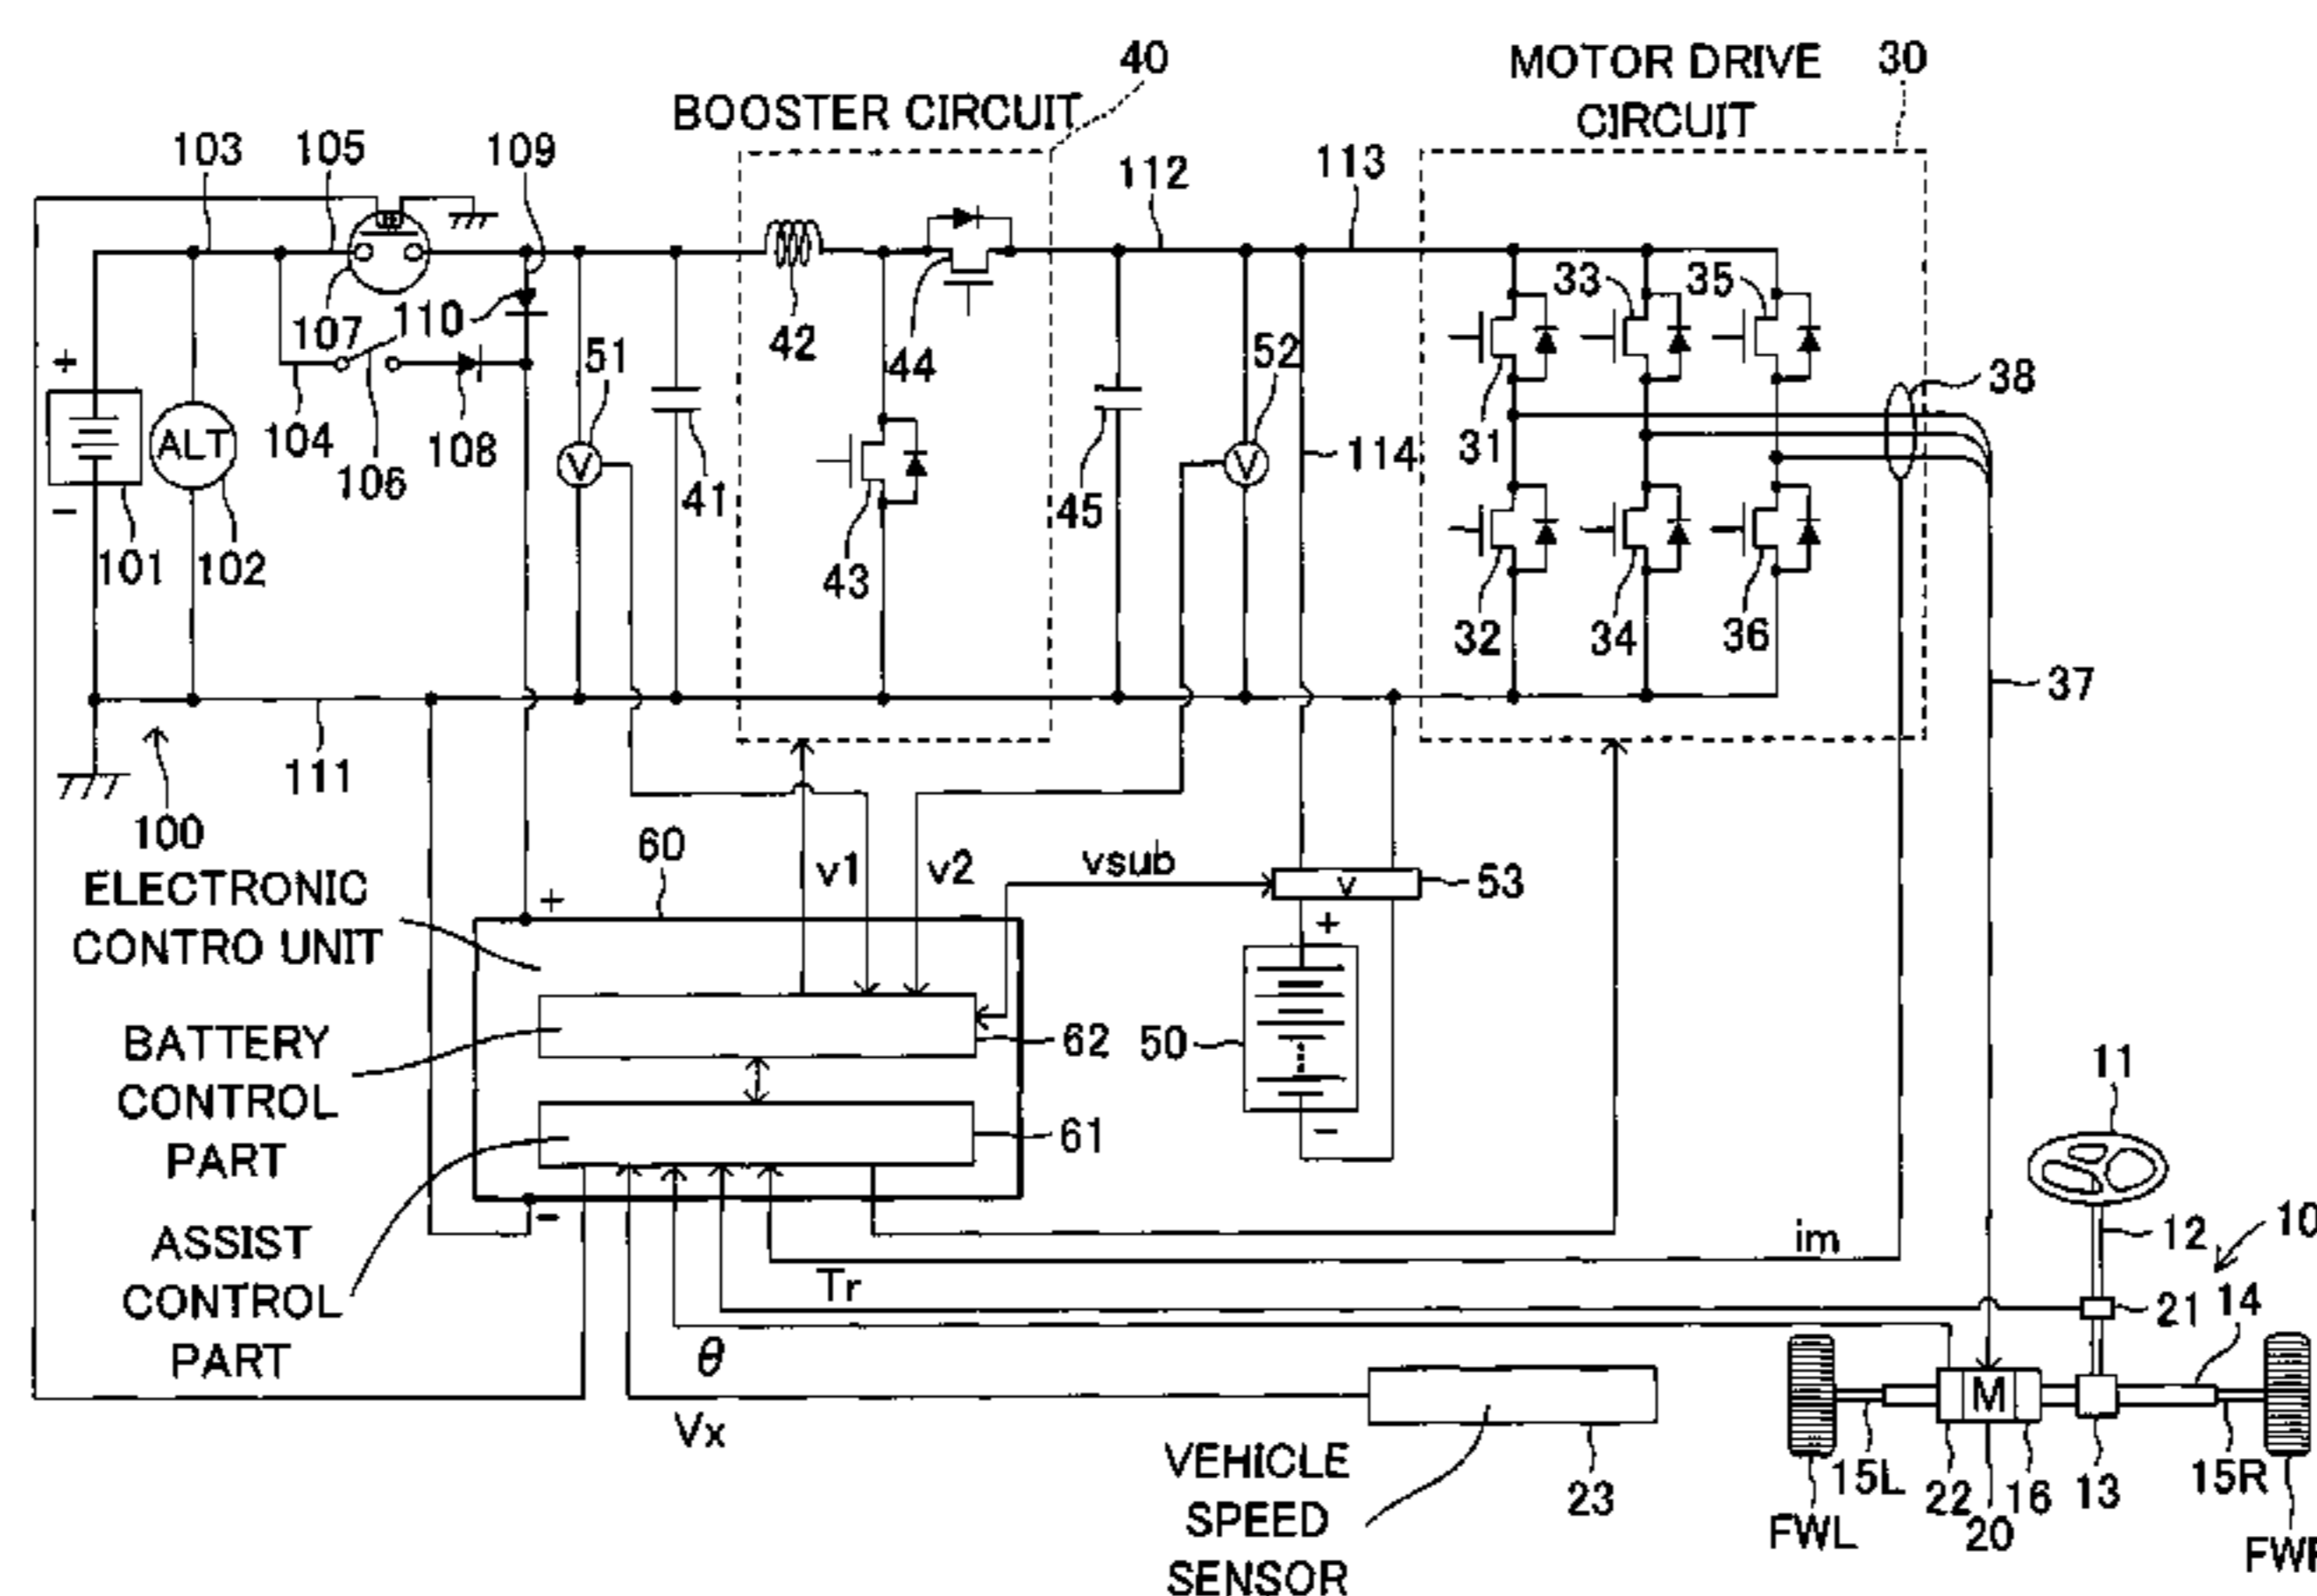 40
MOTOR DRIVE 30
CIRCUIT
BOOSTER CIRCUIT
103 105 109
112 113
107 110
42 44
33 35
51 52
38
+
ALT
104 106 108
V
41
45
V
114
31
-
101 102
43
32 34 36
37
111
100
60
v1 v2
vsub
v
53
ELECTRONIC
CONTRO UNIT
+
+
BATTERY
CONTROL
PART
62
50
11
61
-
-
12
10
ASSIST
CONTROL
PART
im
Tr
21 14
θ
M
Vx
VEHICLE
SPEED
SENSOR
23
15L 22 16 13 15R
FWL 20